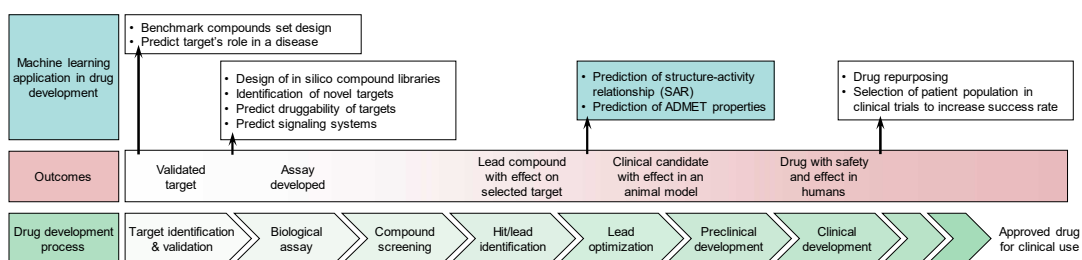 Machine learning
application in drug
development
• Benchmark compounds set design
• Predict target's role in a disease
• Design of in silico compound libraries
• Identification of novel targets
• Predict druggability of targets
• Predict signaling systems
• Prediction of structure-activity
relationship (SAR)
• Prediction of ADMET properties
• Drug repurposing
• Selection of patient population in
clinical trials to increase success rate
Outcomes
Validated
target
Assay
developed
Lead compound
with effect on
selected target
Clinical candidate
with effect in an
animal model
Drug with safety
and effect in
humans
Drug development
process
Target identification
& validation
Biological
assay
Compound
screening
Hit/lead
identification
Lead
optimization
Preclinical
development
Clinical
development
Approved drug
for clinical use